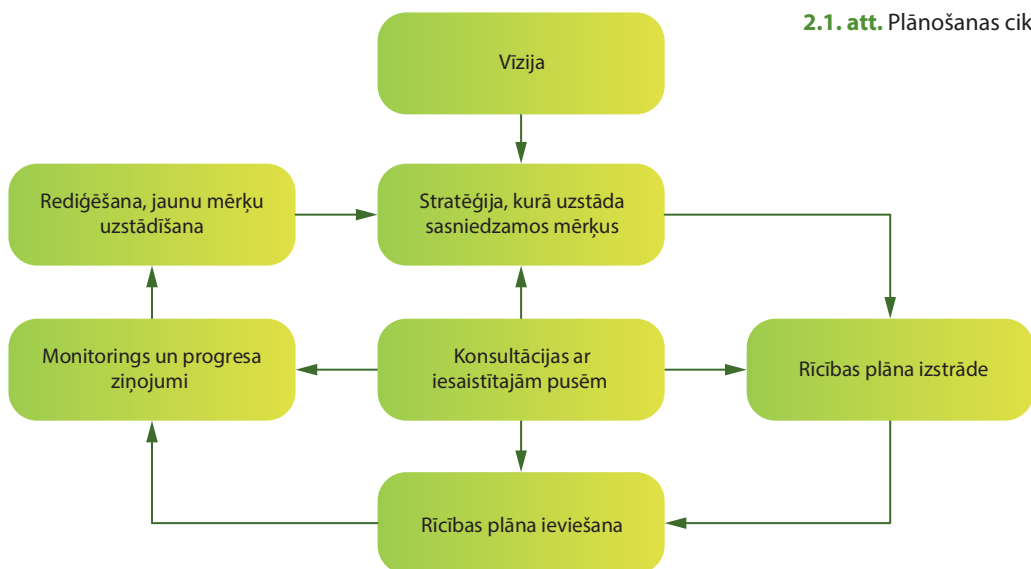 2.1. att. Plānošanas cik
Vīzija
Rediģēšana, jaunu mērķu
uzstādīšana
Stratēģija, kurā uzstāda
sasniedzamos mērķus
Monitorings un progresa
ziņojumi
Konsultācijas ar
iesaistītajām pusēm
Rīcības plāna izstrāde
Rīcības plāna ieviešana